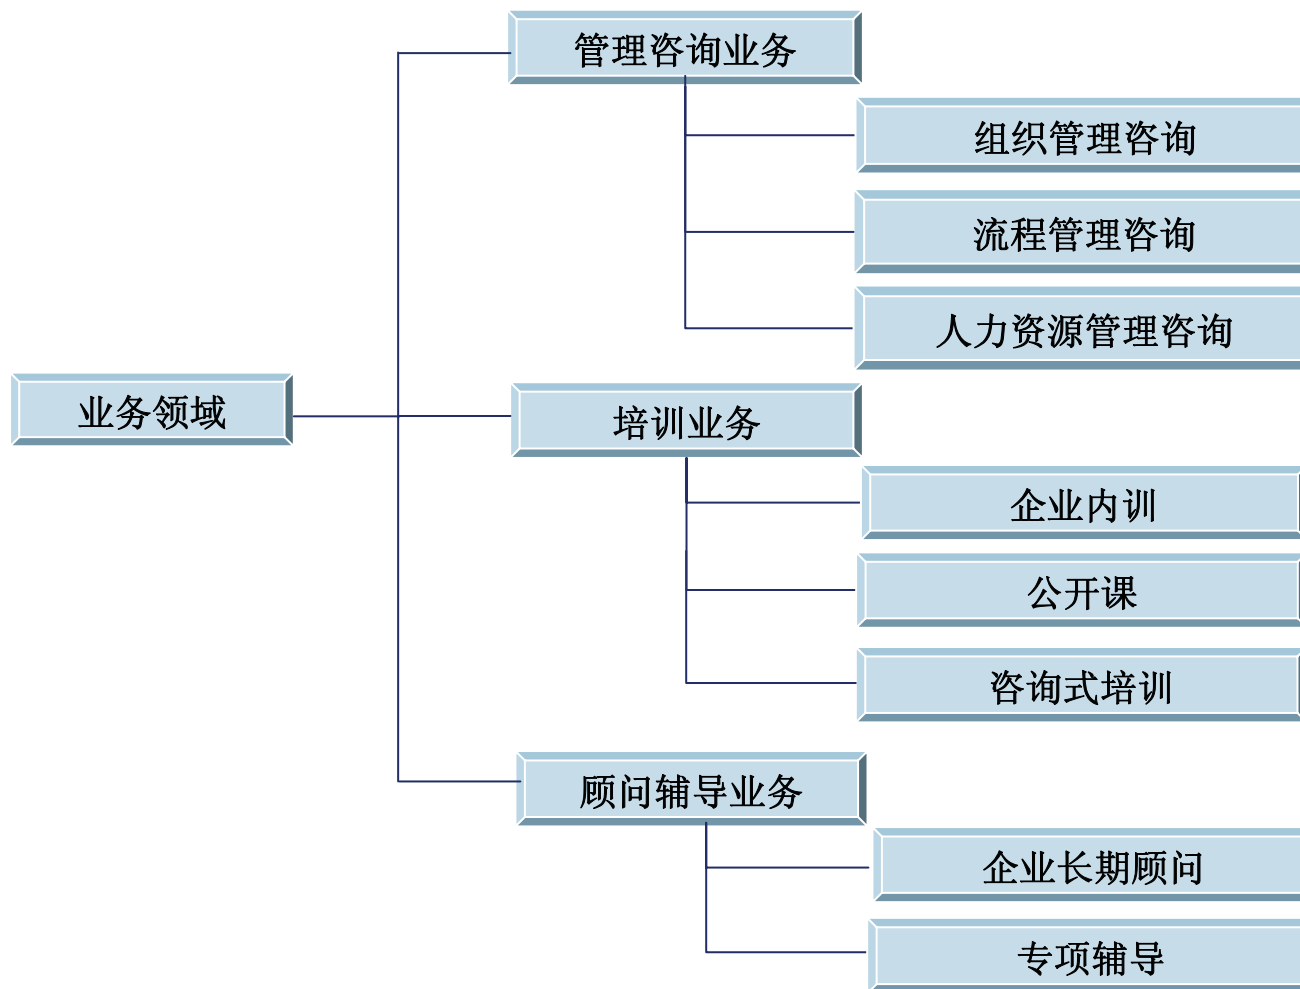 管理咨询业务
组织管理咨询
流程管理咨询
人力资源管理咨询
业务领域
培训业务
企业内训
公开课
咨询式培训
顾问辅导业务
企业长期顾问
专项辅导